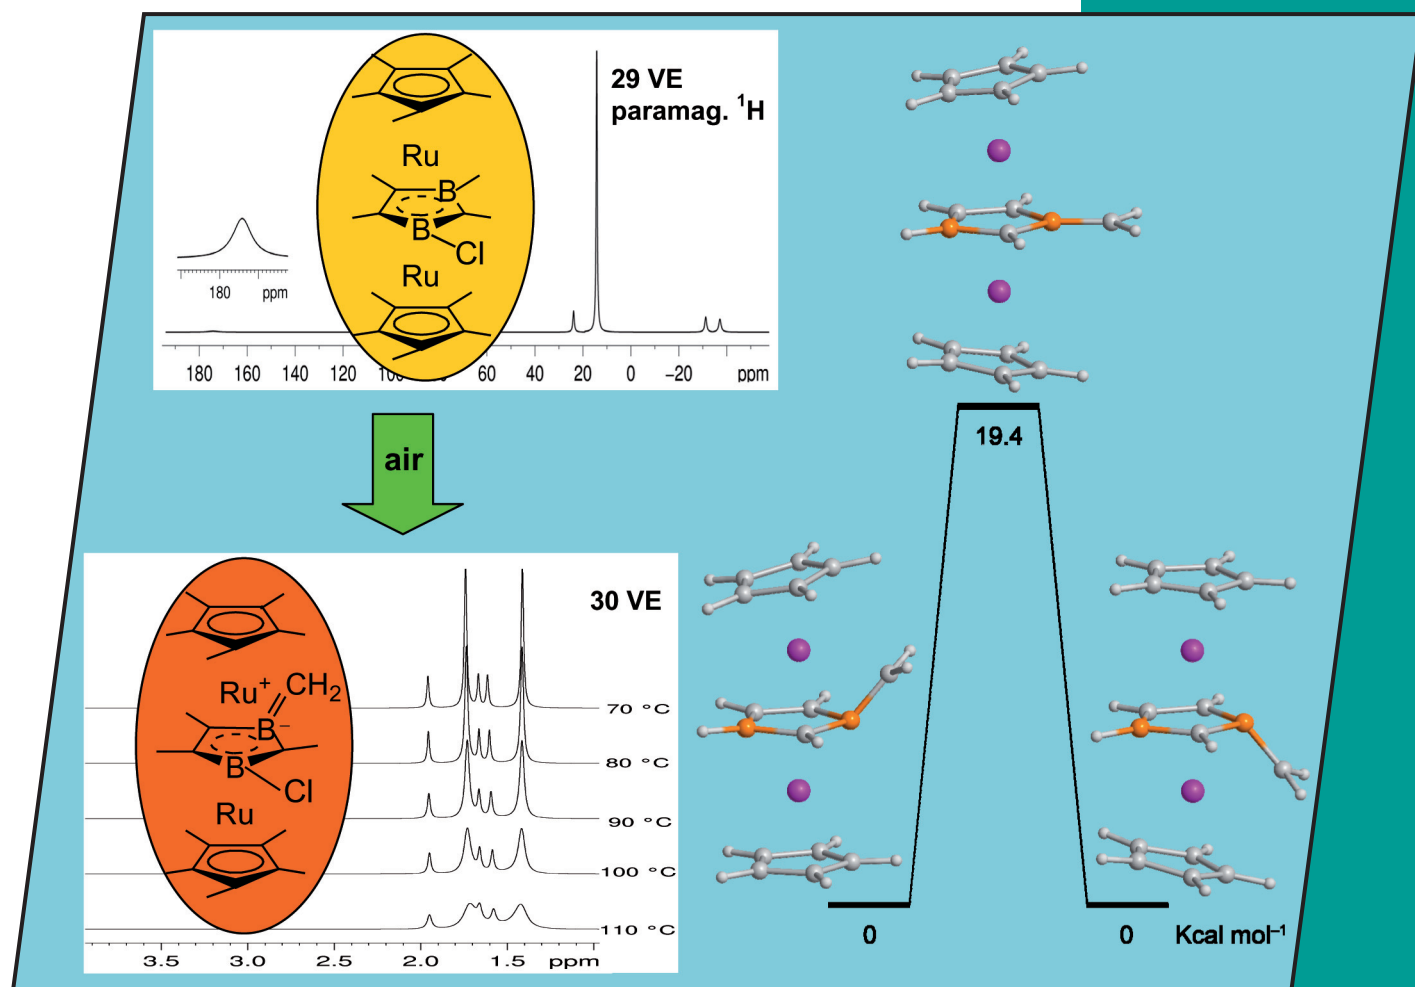 29 VE
paramag. ¹H
Ru
B
B
Cl
Ru
180 ppm
180 160 140 120 10 8 60 40 20 0 –20 ppm
air
30 VE
Ru⁺
CH₂
B⁻
B
Cl
Ru
70 °C
80 °C
90 °C
100 °C
110 °C
3.5 3.0 2.5 2.0 1.5 ppm
19.4
0
0 Kcal mol⁻¹